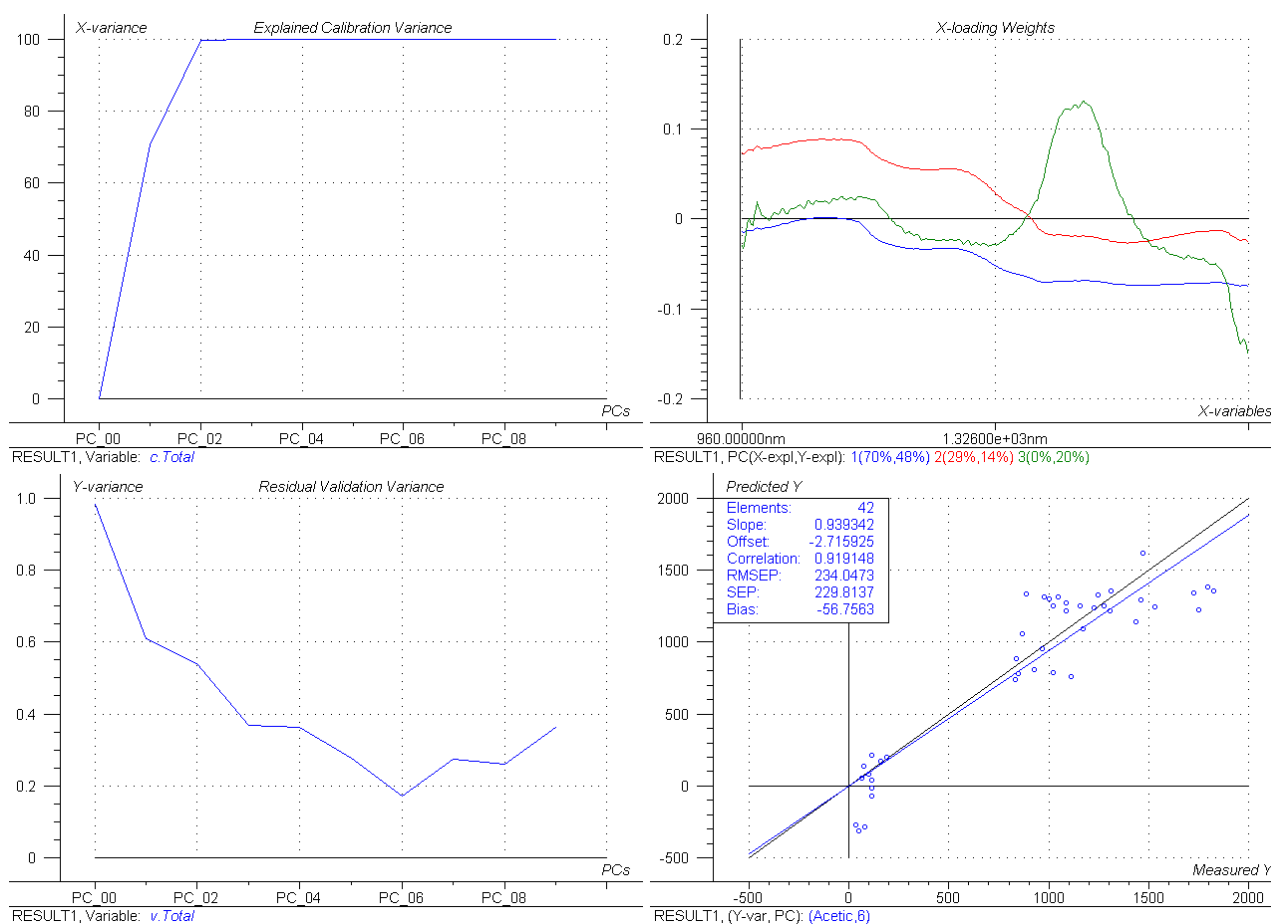 X-variance Explained Calibration Variance
100
80
60
40
20
0
PCs
PC_00 PC_02 PC_04 PC_06 PC_08
RESULT1, Variable: c.Total
X-loading Weights
0.2
0.1
0
-0.1
-0.2
X-variables
960.00000nm 1.32600e+03nm
RESULT1, PC(X-expl,Y-expl): 1(70%,48%) 2(29%,14%) 3(0%,20%)
Y-variance Residual Validation Variance
1.0
0.8
0.6
0.4
0.2
0
PCs
PC_00 PC_02 PC_04 PC_06 PC_08
RESULT1, Variable: v.Total
Predicted Y
2000
1500
1000
500
0
-500
Elements: 42
Slope: 0.939342
Offset: -2.715925
Correlation: 0.919148
RMSEP: 234.0473
SEP: 229.8137
Bias: -56.7563
Measured Y
-500 0 500 1000 1500 2000
RESULT1, (Y-var, PC): (Acetic,6)